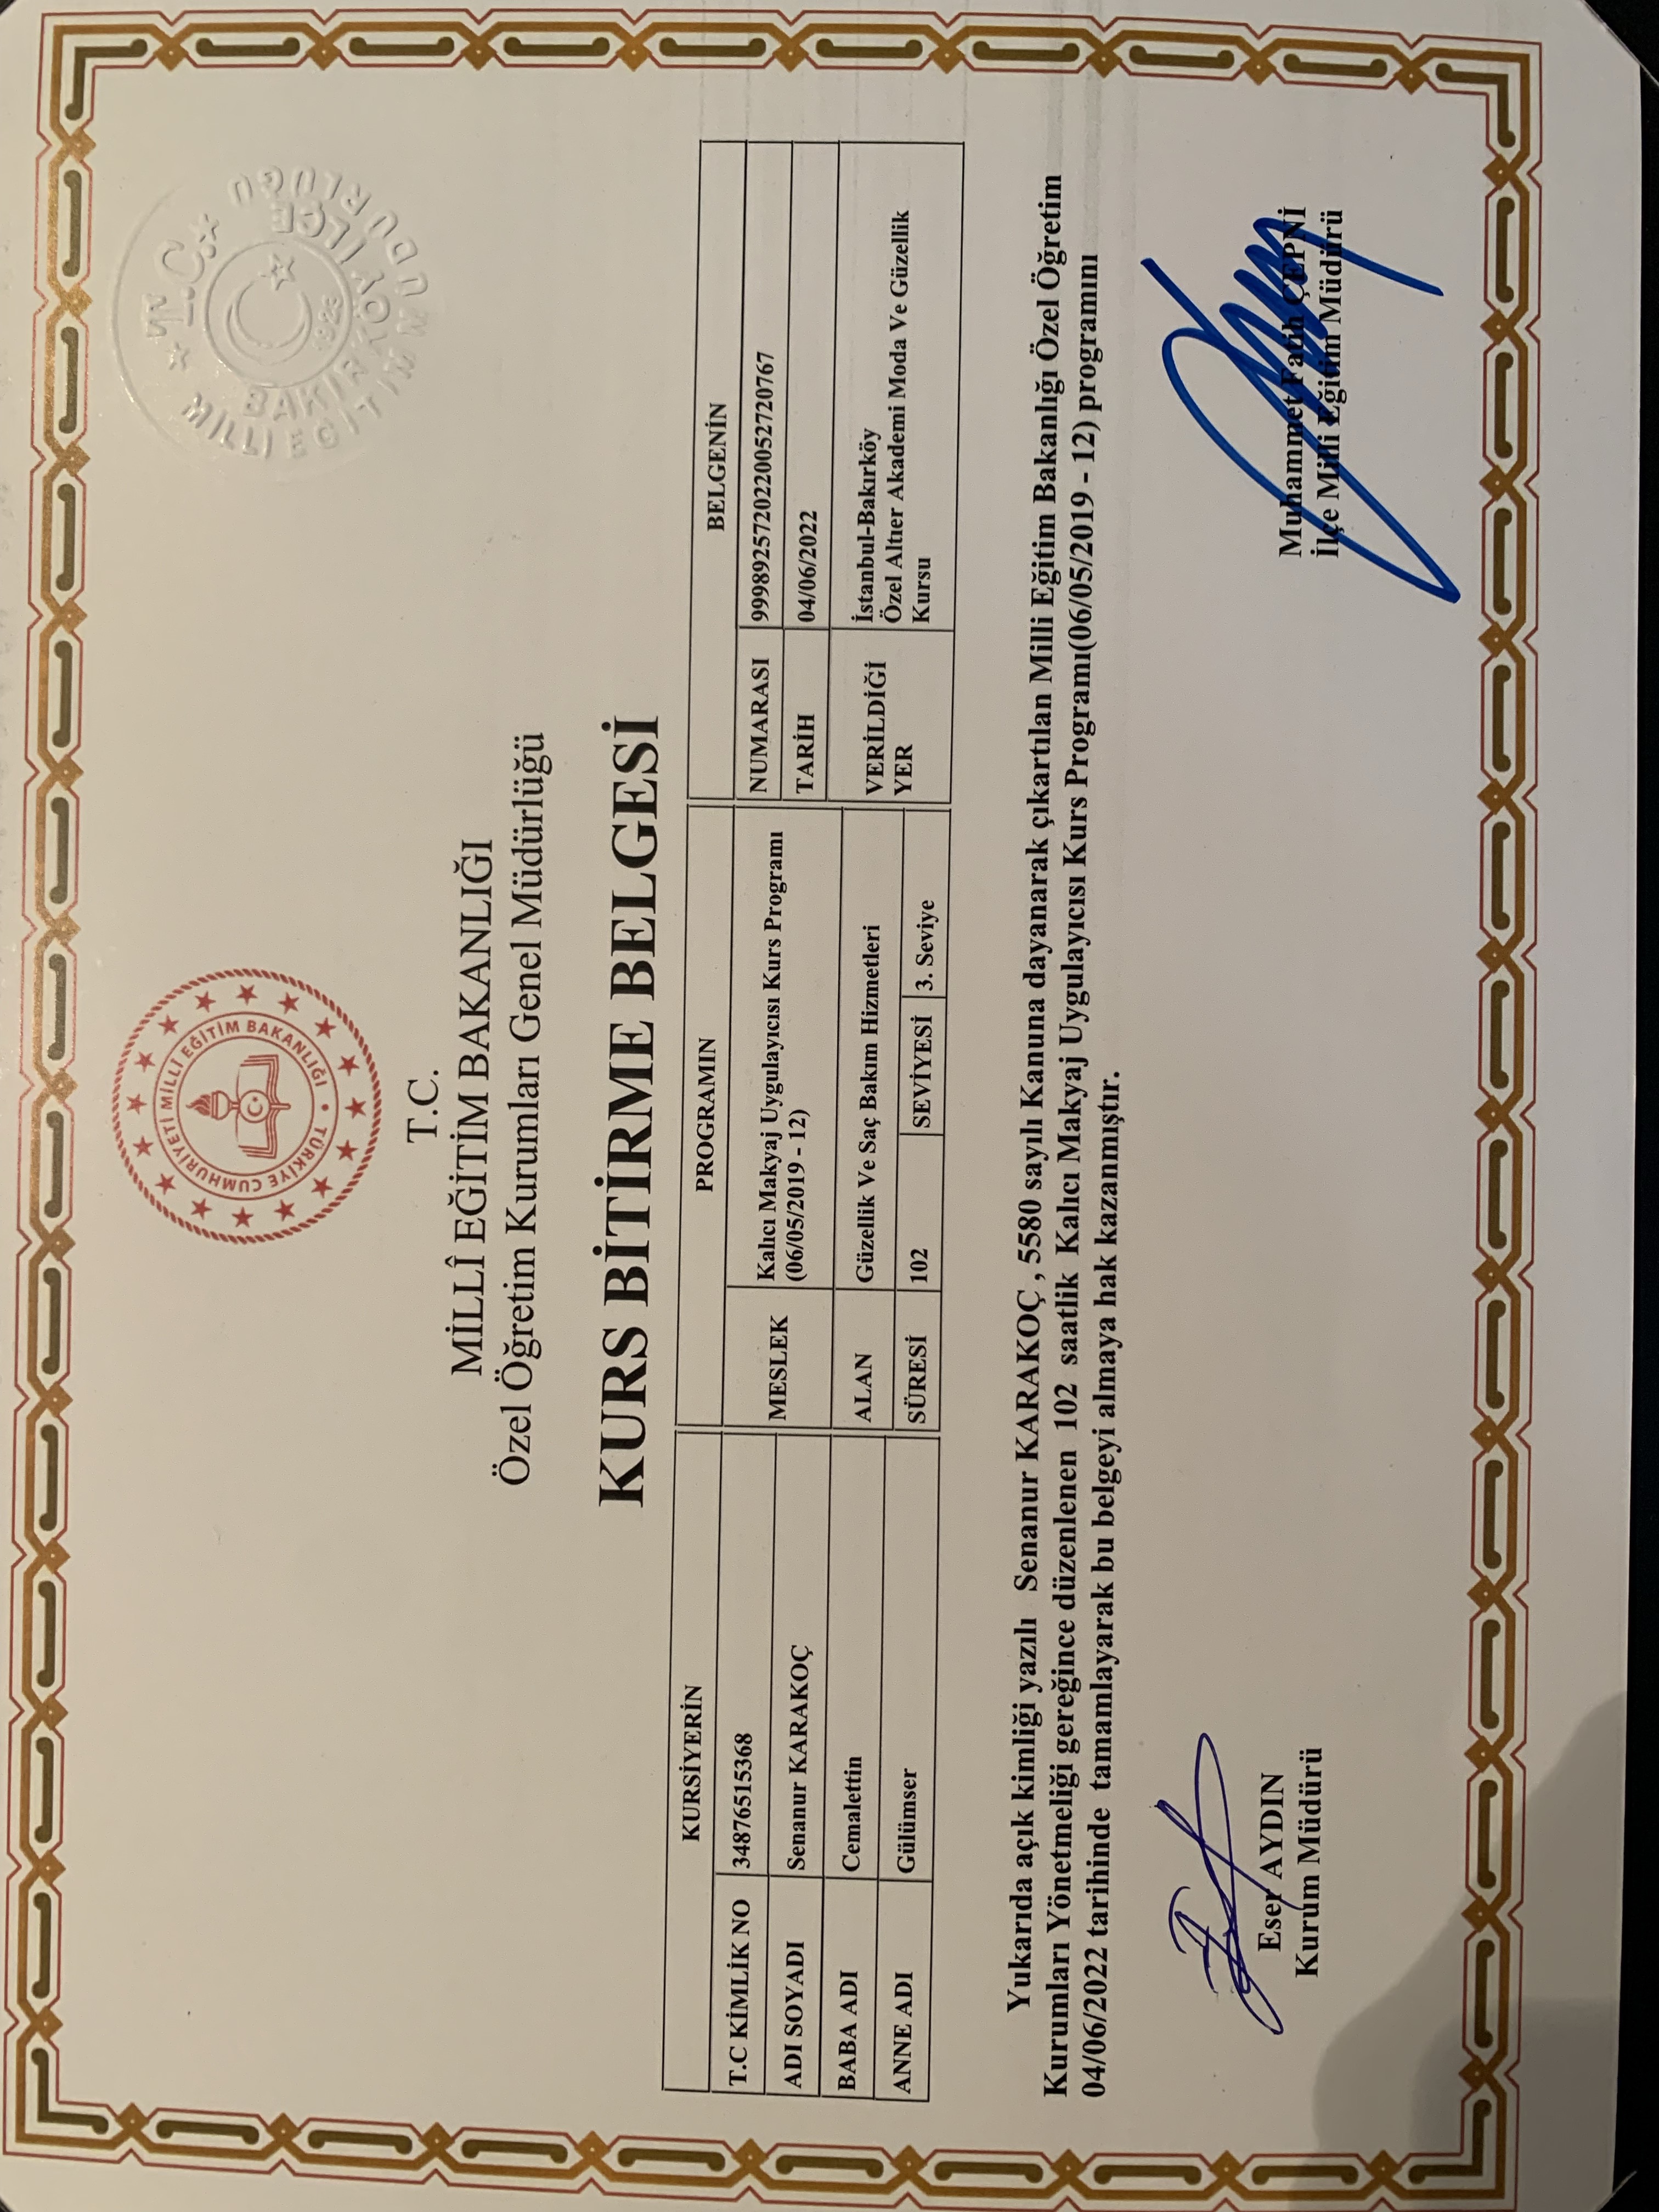 TÜRKİYE CUMHURİYETİ MİLLÎ EĞİTİM BAKANLIĞI
T.C. BAKIRKÖY İLÇE MİLLİ EĞİTİM MÜDÜRLÜĞÜ 1923
T.C.
MİLLÎ EĞİTİM BAKANLIĞI
Özel Öğretim Kurumları Genel Müdürlüğü
KURS BİTİRME BELGESİ
KURSİYERİN
T.C KİMLİK NO 34876515368
ADI SOYADI Senanur KARAKOÇ
BABA ADI Cemalettin
ANNE ADI Gülümser
PROGRAMIN
MESLEK Kalıcı Makyaj Uygulayıcısı Kurs Programı
(06/05/2019 - 12)
ALAN Güzellik Ve Saç Bakım Hizmetleri
SÜRESİ 102 SEVİYESİ 3. Seviye
BELGENİN
NUMARASI 99989257202200527​20767
TARİH 04/06/2022
VERİLDİĞİ
YER
İstanbul-Bakırköy
Özel Altıer Akademi Moda Ve Güzellik
Kursu
Yukarıda açık kimliği yazılı Senanur KARAKOÇ , 5580 sayılı Kanuna dayanarak çıkartılan Milli Eğitim Bakanlığı Özel Öğretim
Kurumları Yönetmeliği gereğince düzenlenen 102 saatlik Kalıcı Makyaj Uygulayıcısı Kurs Programı(06/05/2019 - 12) programını
04/06/2022 tarihinde tamamlayarak bu belgeyi almaya hak kazanmıştır.
Eser AYDIN
Kurum Müdürü
Muhammet Fatih ÇEPNİ
İlçe Milli Eğitim Müdürü